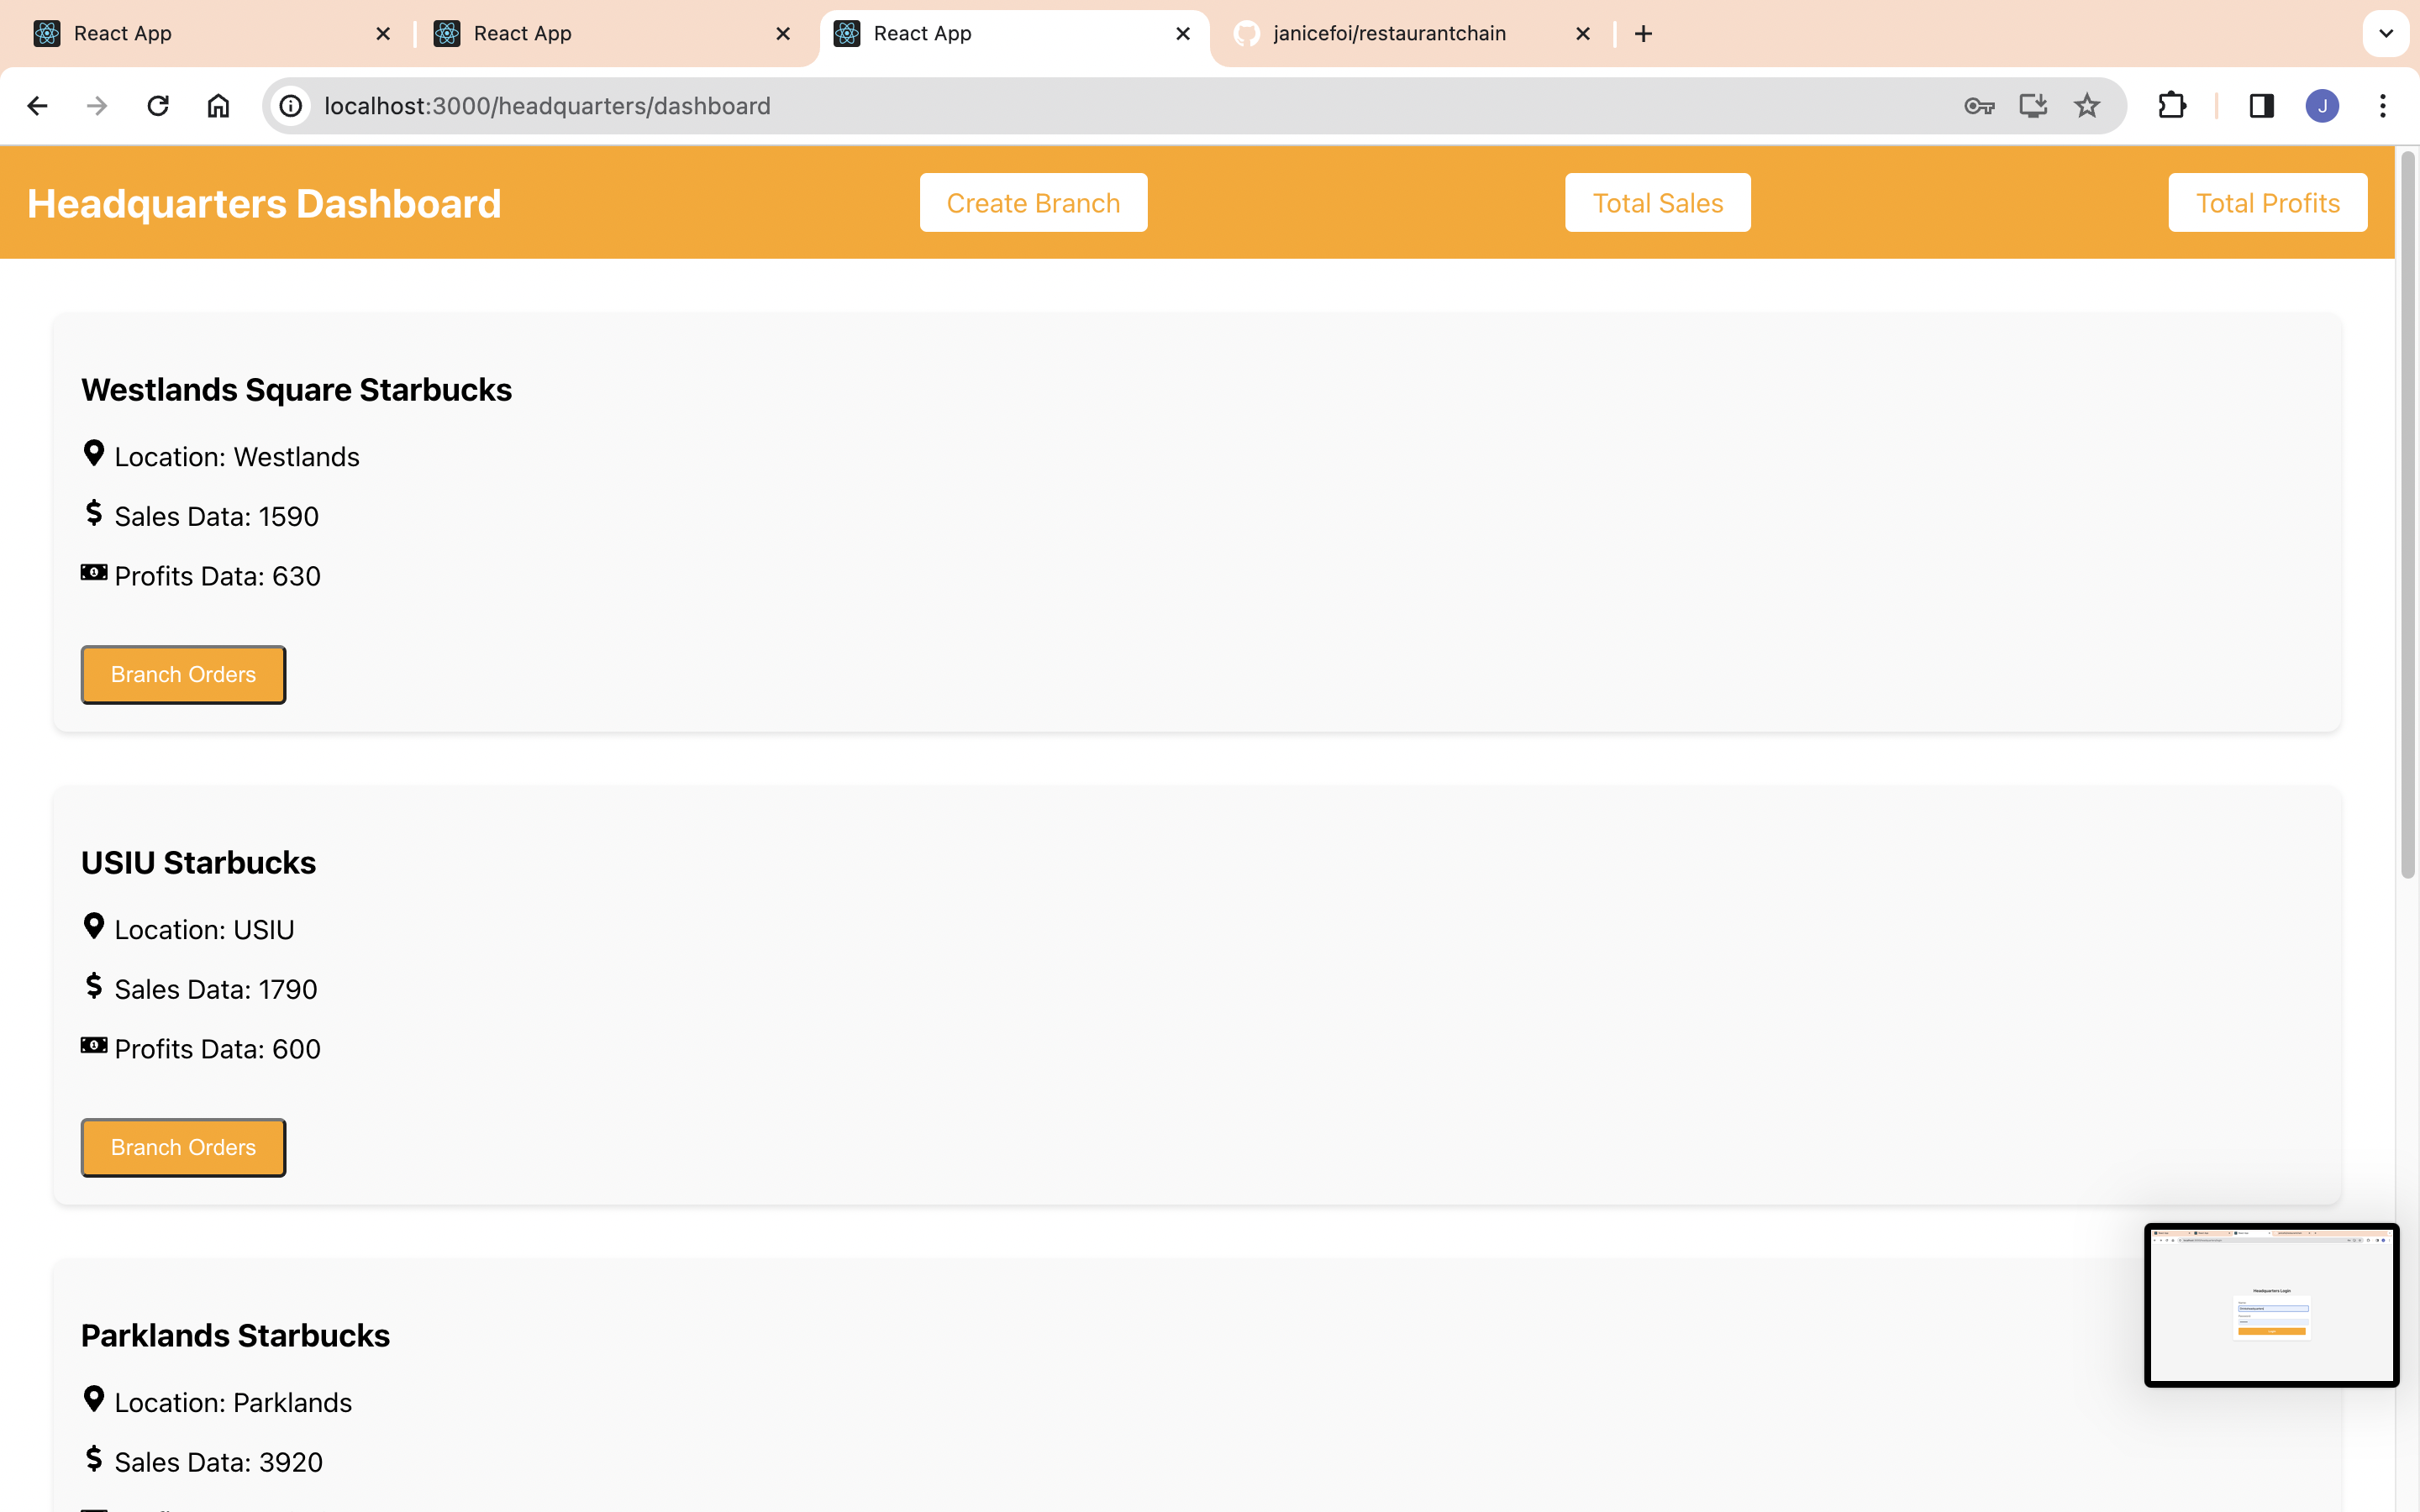 React App
React App
React App
janicefoi/restaurantchain
localhost:3000/headquarters/dashboard
J
Headquarters Dashboard
Create Branch
Total Sales
Total Profits
Westlands Square Starbucks
Location: Westlands
Sales Data: 1590
Profits Data: 630
Branch Orders
USIU Starbucks
Location: USIU
Sales Data: 1790
Profits Data: 600
Branch Orders
Headquarters Login
Parklands Starbucks
Location: Parklands
Sales Data: 3920